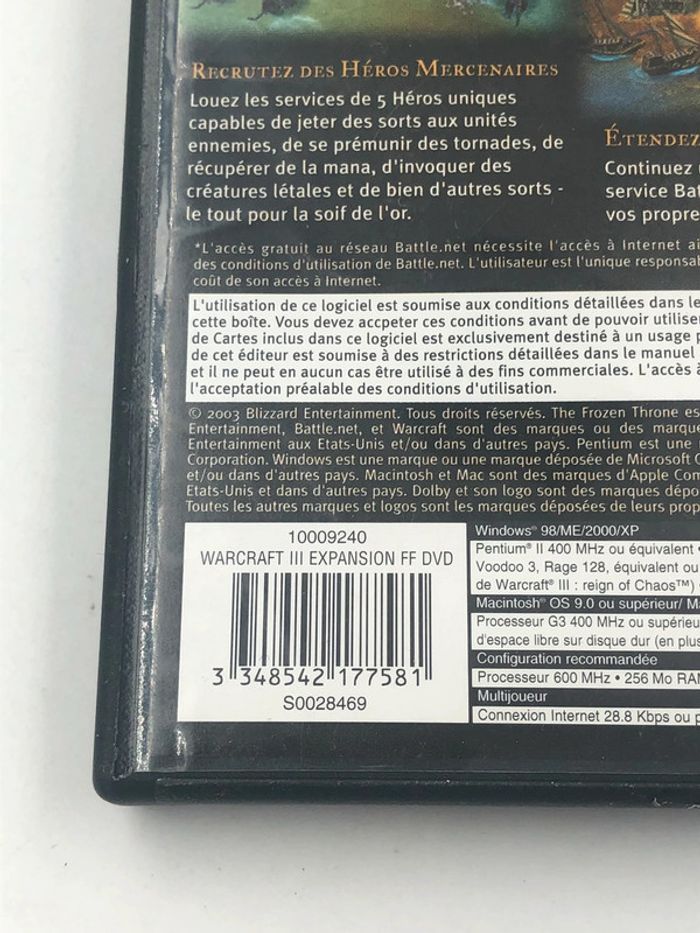 RECRUTEZ DES HÉROS MERCENAIRES
Louez les services de 5 Héros uniques
capables de jeter des sorts aux unités
ennemies, de se prémunir des tornades, de
récupérer de la mana, d'invoquer des
créatures létales et de bien d'autres sorts -
le tout pour la soif de l'or.
ÉTENDEZ
Continuez
service
vos propre
*L'accès gratuit au réseau Battle.net nécessite l'accès à Internet
des conditions d'utilisation de Battle.net. L'utilisateur est l'unique
coût de son accès à Internet.
L'utilisation de ce logiciel est soumise aux conditions détaillées dans
cette boîte. Vous devez accpeter ces conditions avant de pouvoir
de Cartes inclus dans ce logiciel est exclusivement destiné à un usage
de cet éditeur est soumise à des restrictions détaillées dans le manuel
et il ne peut en aucun cas être utilisé à des fins commerciales. L'accès à
l'acceptation préalable des conditions d'utilisation.
© 2003 Blizzard Entertainment. Tous droits réservés. The Frozen Throne
Entertainment, Battle.net, et Warcraft sont des marques ou des
Entertainment aux Etats-Unis et/ou dans d'autres pays. Pentium est une
Corporation. Windows est une marque ou une marque déposée de Microsoft
et/ou dans d'autres pays. Macintosh et Mac sont des marques d'Apple
Etats-Unis et dans d'autres pays. Dolby et son logo sont des marques
Toutes les autres marques et logos sont les marques déposées de leurs
10009240
WARCRAFT III EXPANSION FF DVD
3 348542 177581
S0028469
Windows® 98/ME/2000/XP
Pentium® II 400 MHz ou équivalent •
Voodoo 3, Rage 128, équivalent ou
de Warcraft® III : reign of Chaos™)
Macintosh® OS 9.0 ou supérieur/
Processeur G3 400 MHz ou
d'espace libre sur disque dur (en
Configuration recommandée
Processeur 600 MHz • 256 Mo
Multijoueur
Connexion Internet 28.8 Kbps ou